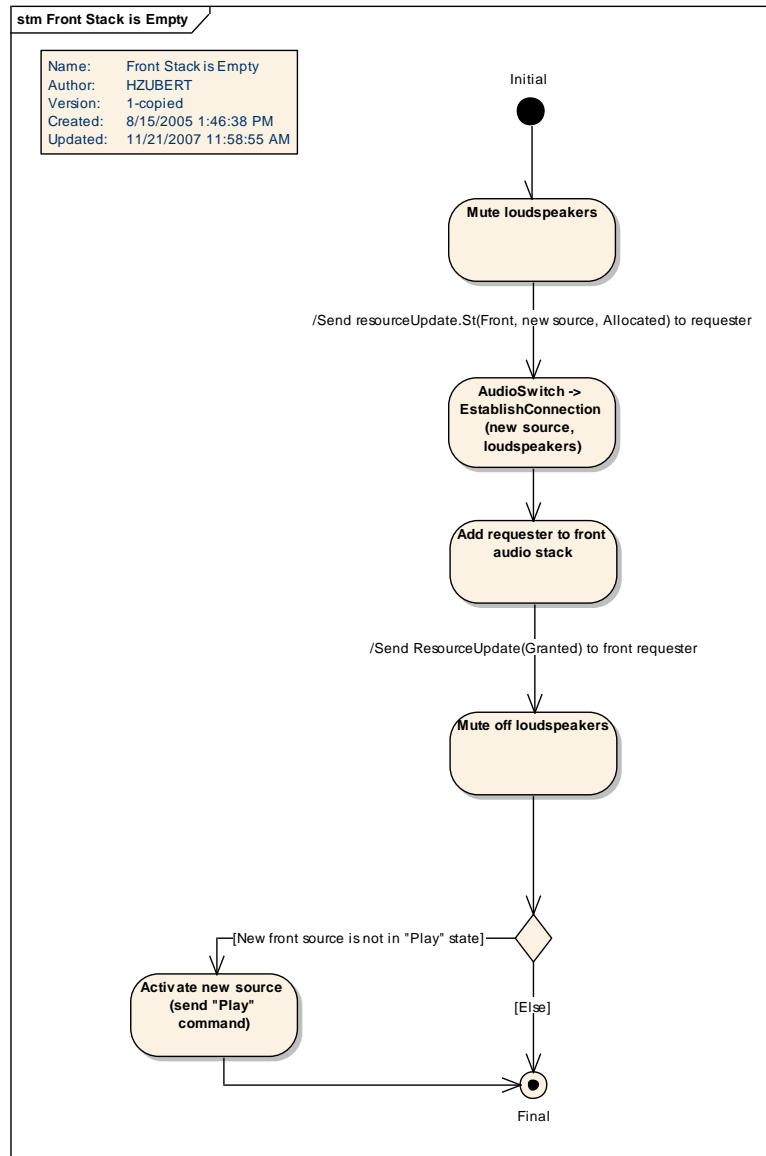 stm Front Stack is Empty
Name: Front Stack is Empty
Author: HZUBERT
Version: 1-copied
Created: 8/15/2005 1:46:38 PM
Updated: 11/21/2007 11:58:55 AM
Initial
Mute loudspeakers
/Send resourceUpdate.St(Front, new source, Allocated) to requester
AudioSwitch ->
EstablishConnection
(new source,
loudspeakers)
Add requester to front
audio stack
/Send ResourceUpdate(Granted) to front requester
Mute off loudspeakers
[New front source is not in "Play" state]
Activate new source
(send "Play"
command)
[Else]
Final